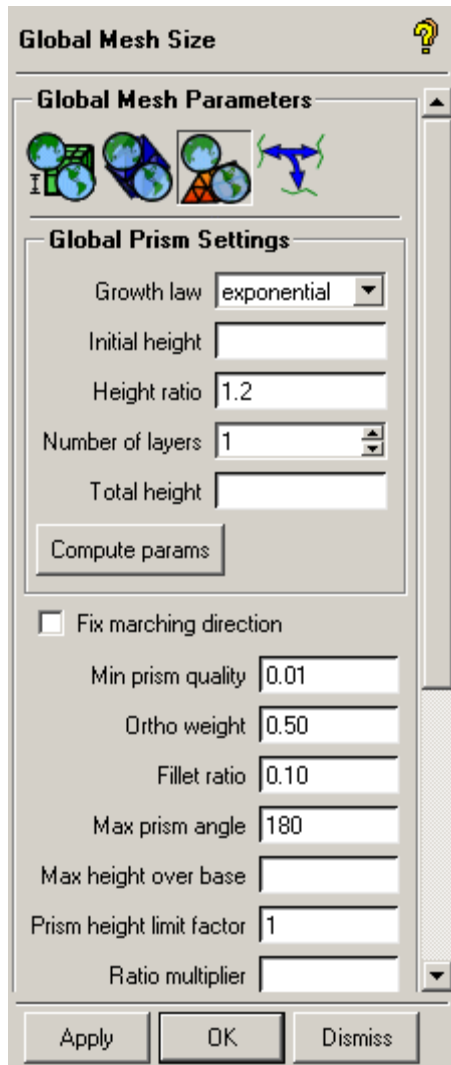 Global Mesh Size
Global Mesh Parameters
Global Prism Settings
Growth law exponential
Initial height
Height ratio 1.2
Number of layers 1
Total height
Compute params
Fix marching direction
Min prism quality 0.01
Ortho weight 0.50
Fillet ratio 0.10
Max prism angle 180
Max height over base
Prism height limit factor 1
Ratio multiplier
Apply OK Dismiss